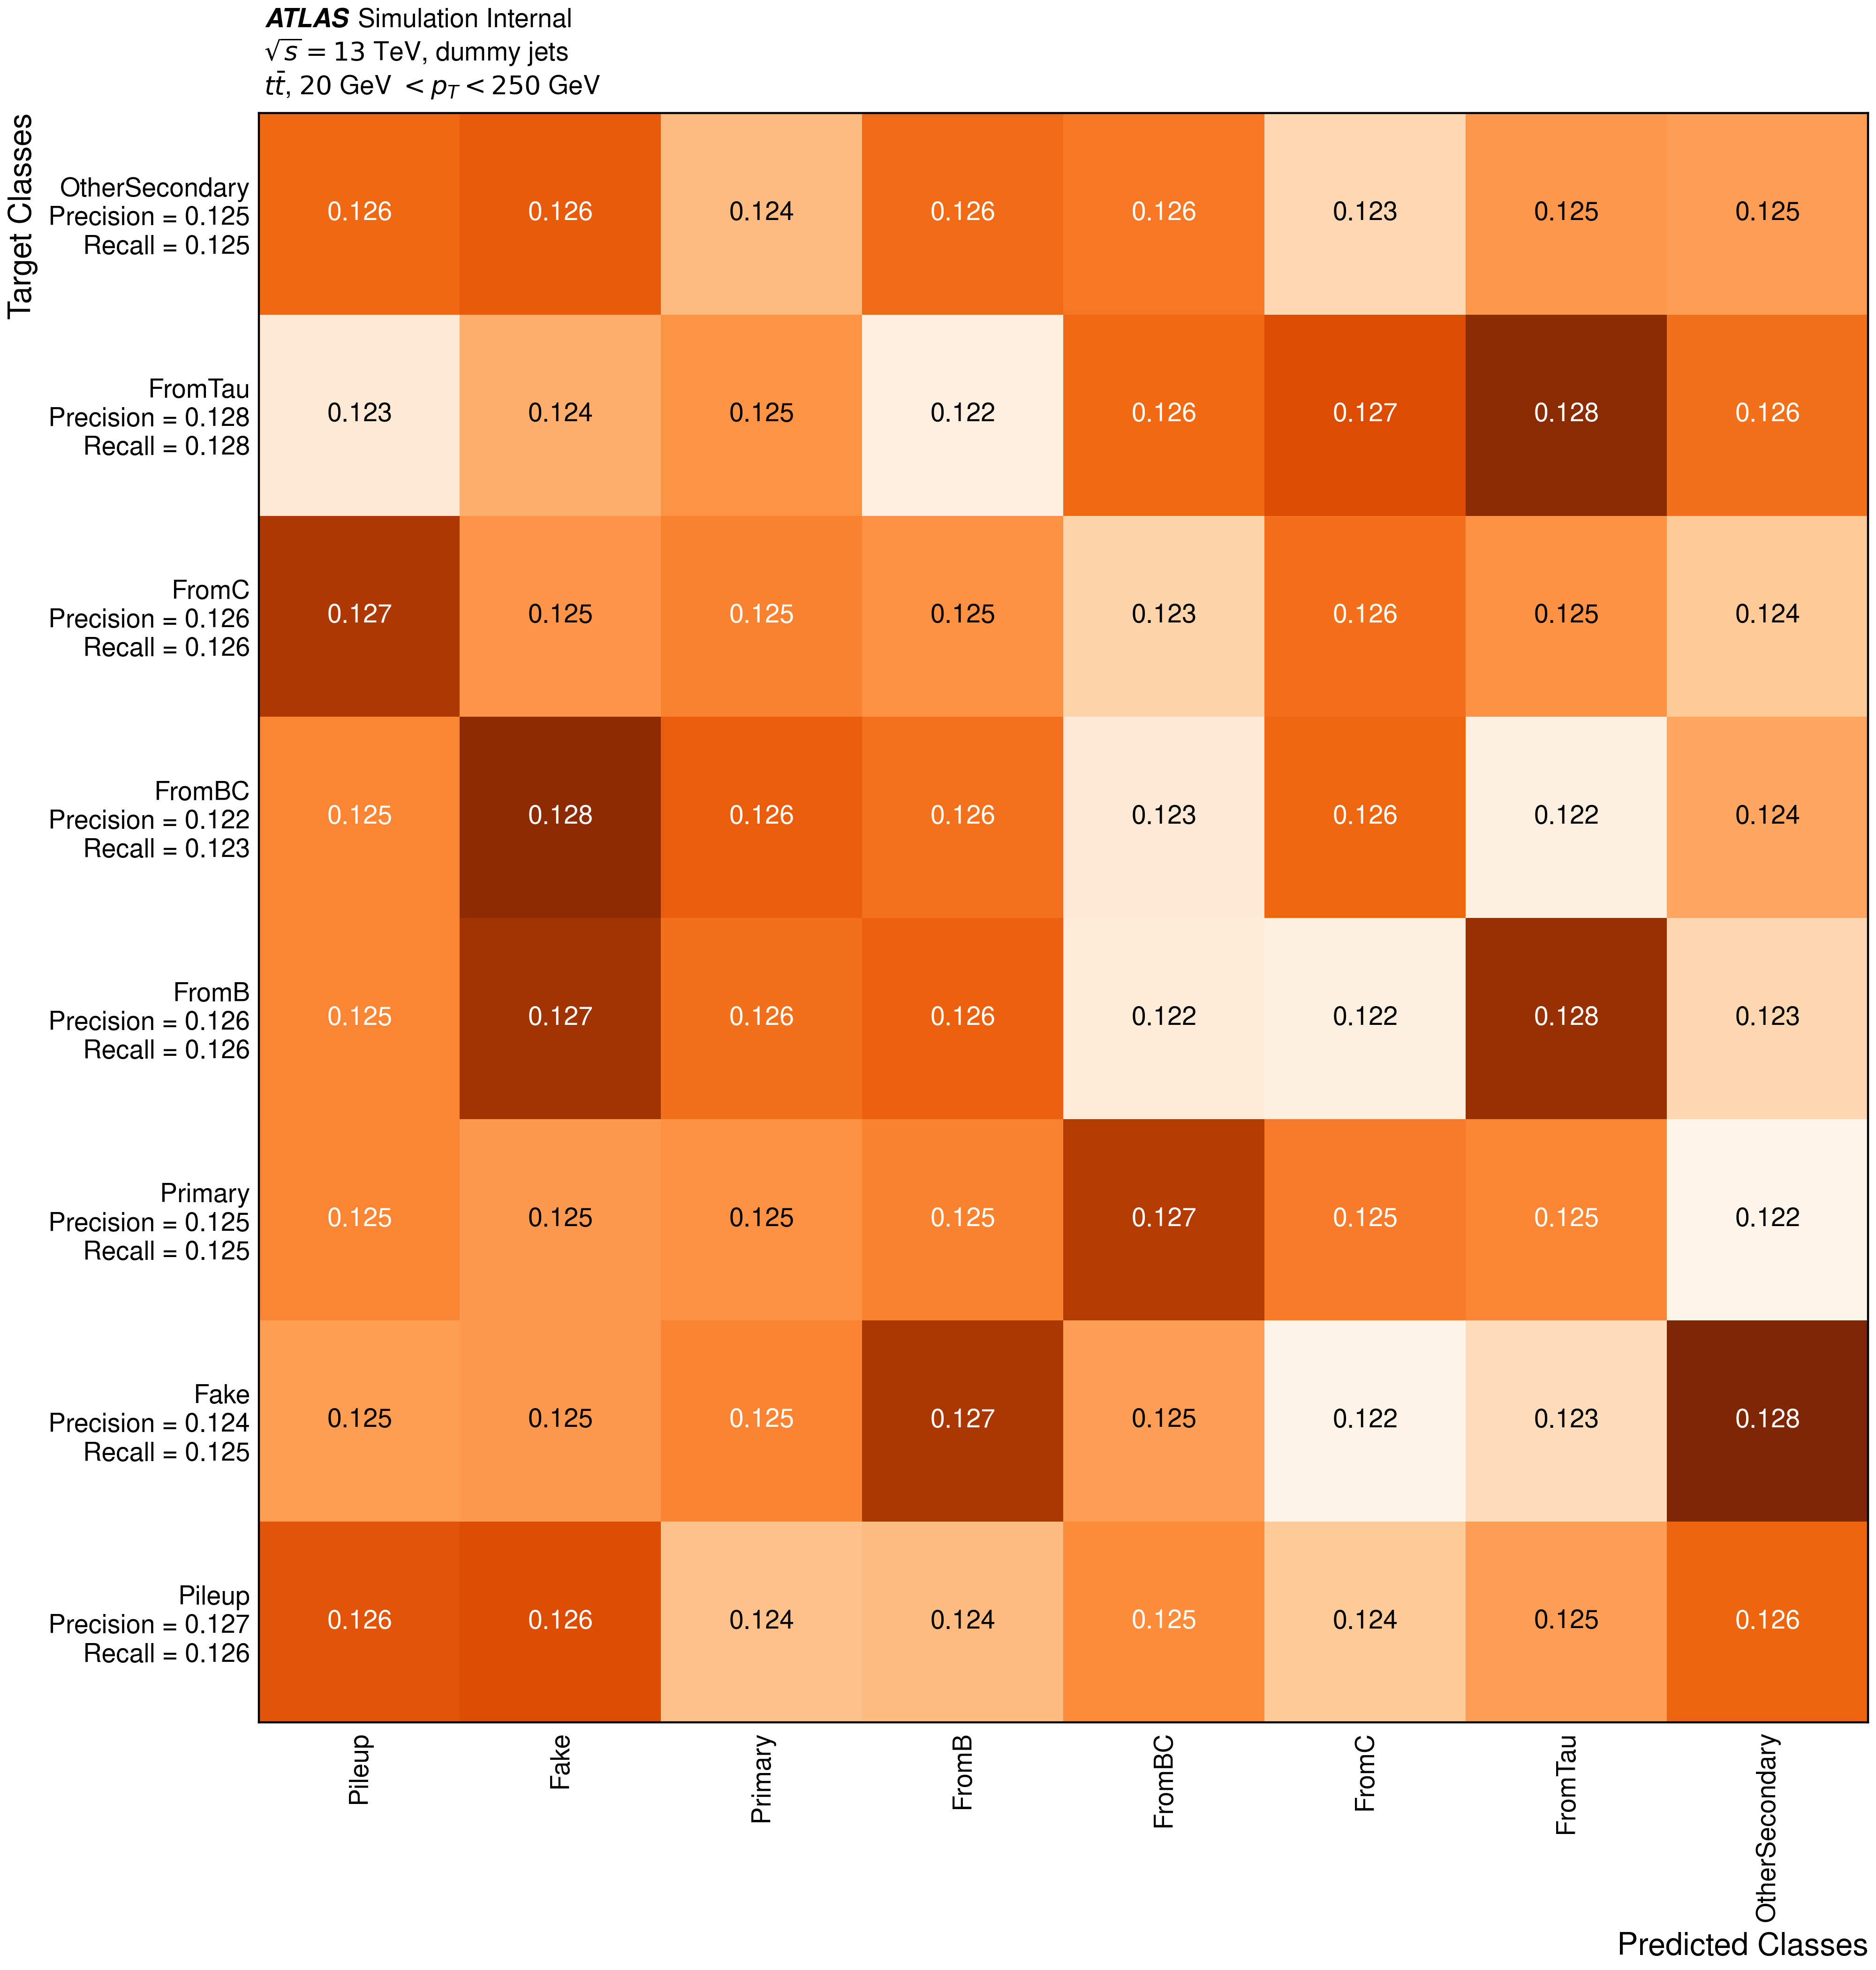 ATLAS Simulation Internal
√s = 13 TeV, dummy jets
tt̄, 20 GeV < p_T < 250 GeV
Target Classes
OtherSecondary
Precision = 0.125
Recall = 0.125
0.126 0.126 0.124 0.126 0.126 0.123 0.125 0.125
FromTau
Precision = 0.128
Recall = 0.128
0.123 0.124 0.125 0.122 0.126 0.127 0.128 0.126
FromC
Precision = 0.126
Recall = 0.126
0.127 0.125 0.125 0.125 0.123 0.126 0.125 0.124
FromBC
Precision = 0.122
Recall = 0.123
0.125 0.128 0.126 0.126 0.123 0.126 0.122 0.124
FromB
Precision = 0.126
Recall = 0.126
0.125 0.127 0.126 0.126 0.122 0.122 0.128 0.123
Primary
Precision = 0.125
Recall = 0.125
0.125 0.125 0.125 0.125 0.127 0.125 0.125 0.122
Fake
Precision = 0.124
Recall = 0.125
0.125 0.125 0.125 0.127 0.125 0.122 0.123 0.128
Pileup
Precision = 0.127
Recall = 0.126
0.126 0.126 0.124 0.124 0.125 0.124 0.125 0.126
Pileup
Fake
Primary
FromB
FromBC
FromC
FromTau
OtherSecondary
Predicted Classes